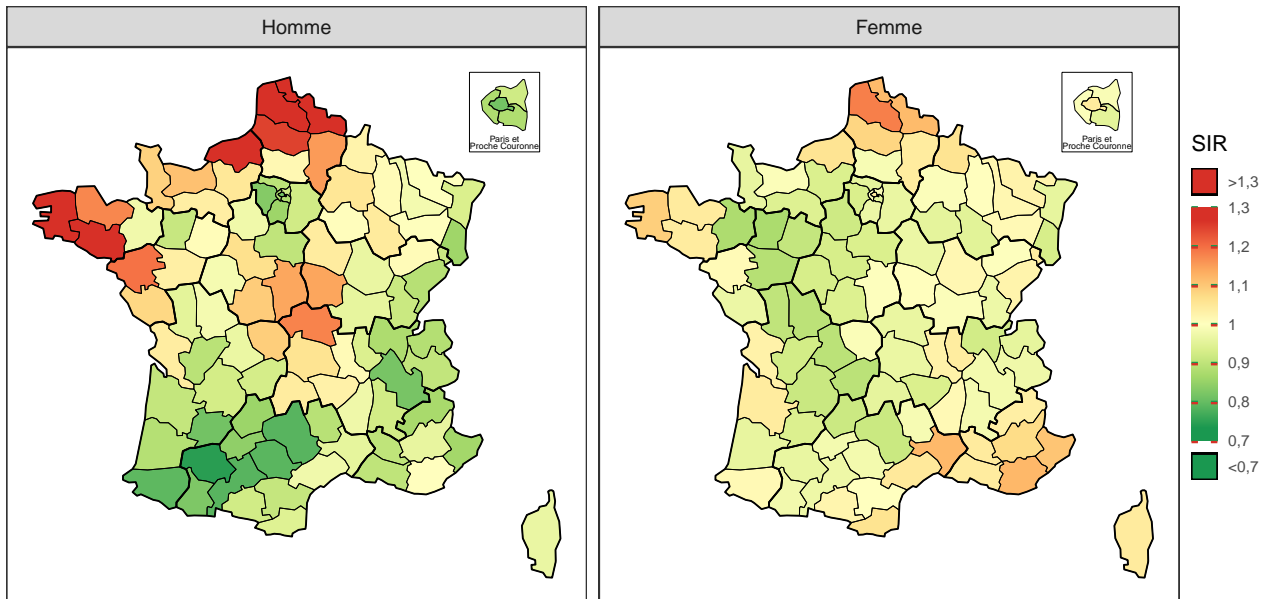 Homme
Femme
Paris et
Proche Couronne
Paris et
Proche Couronne
SIR
>1,3
1,3
1,2
1,1
1
0,9
0,8
0,7
<0,7